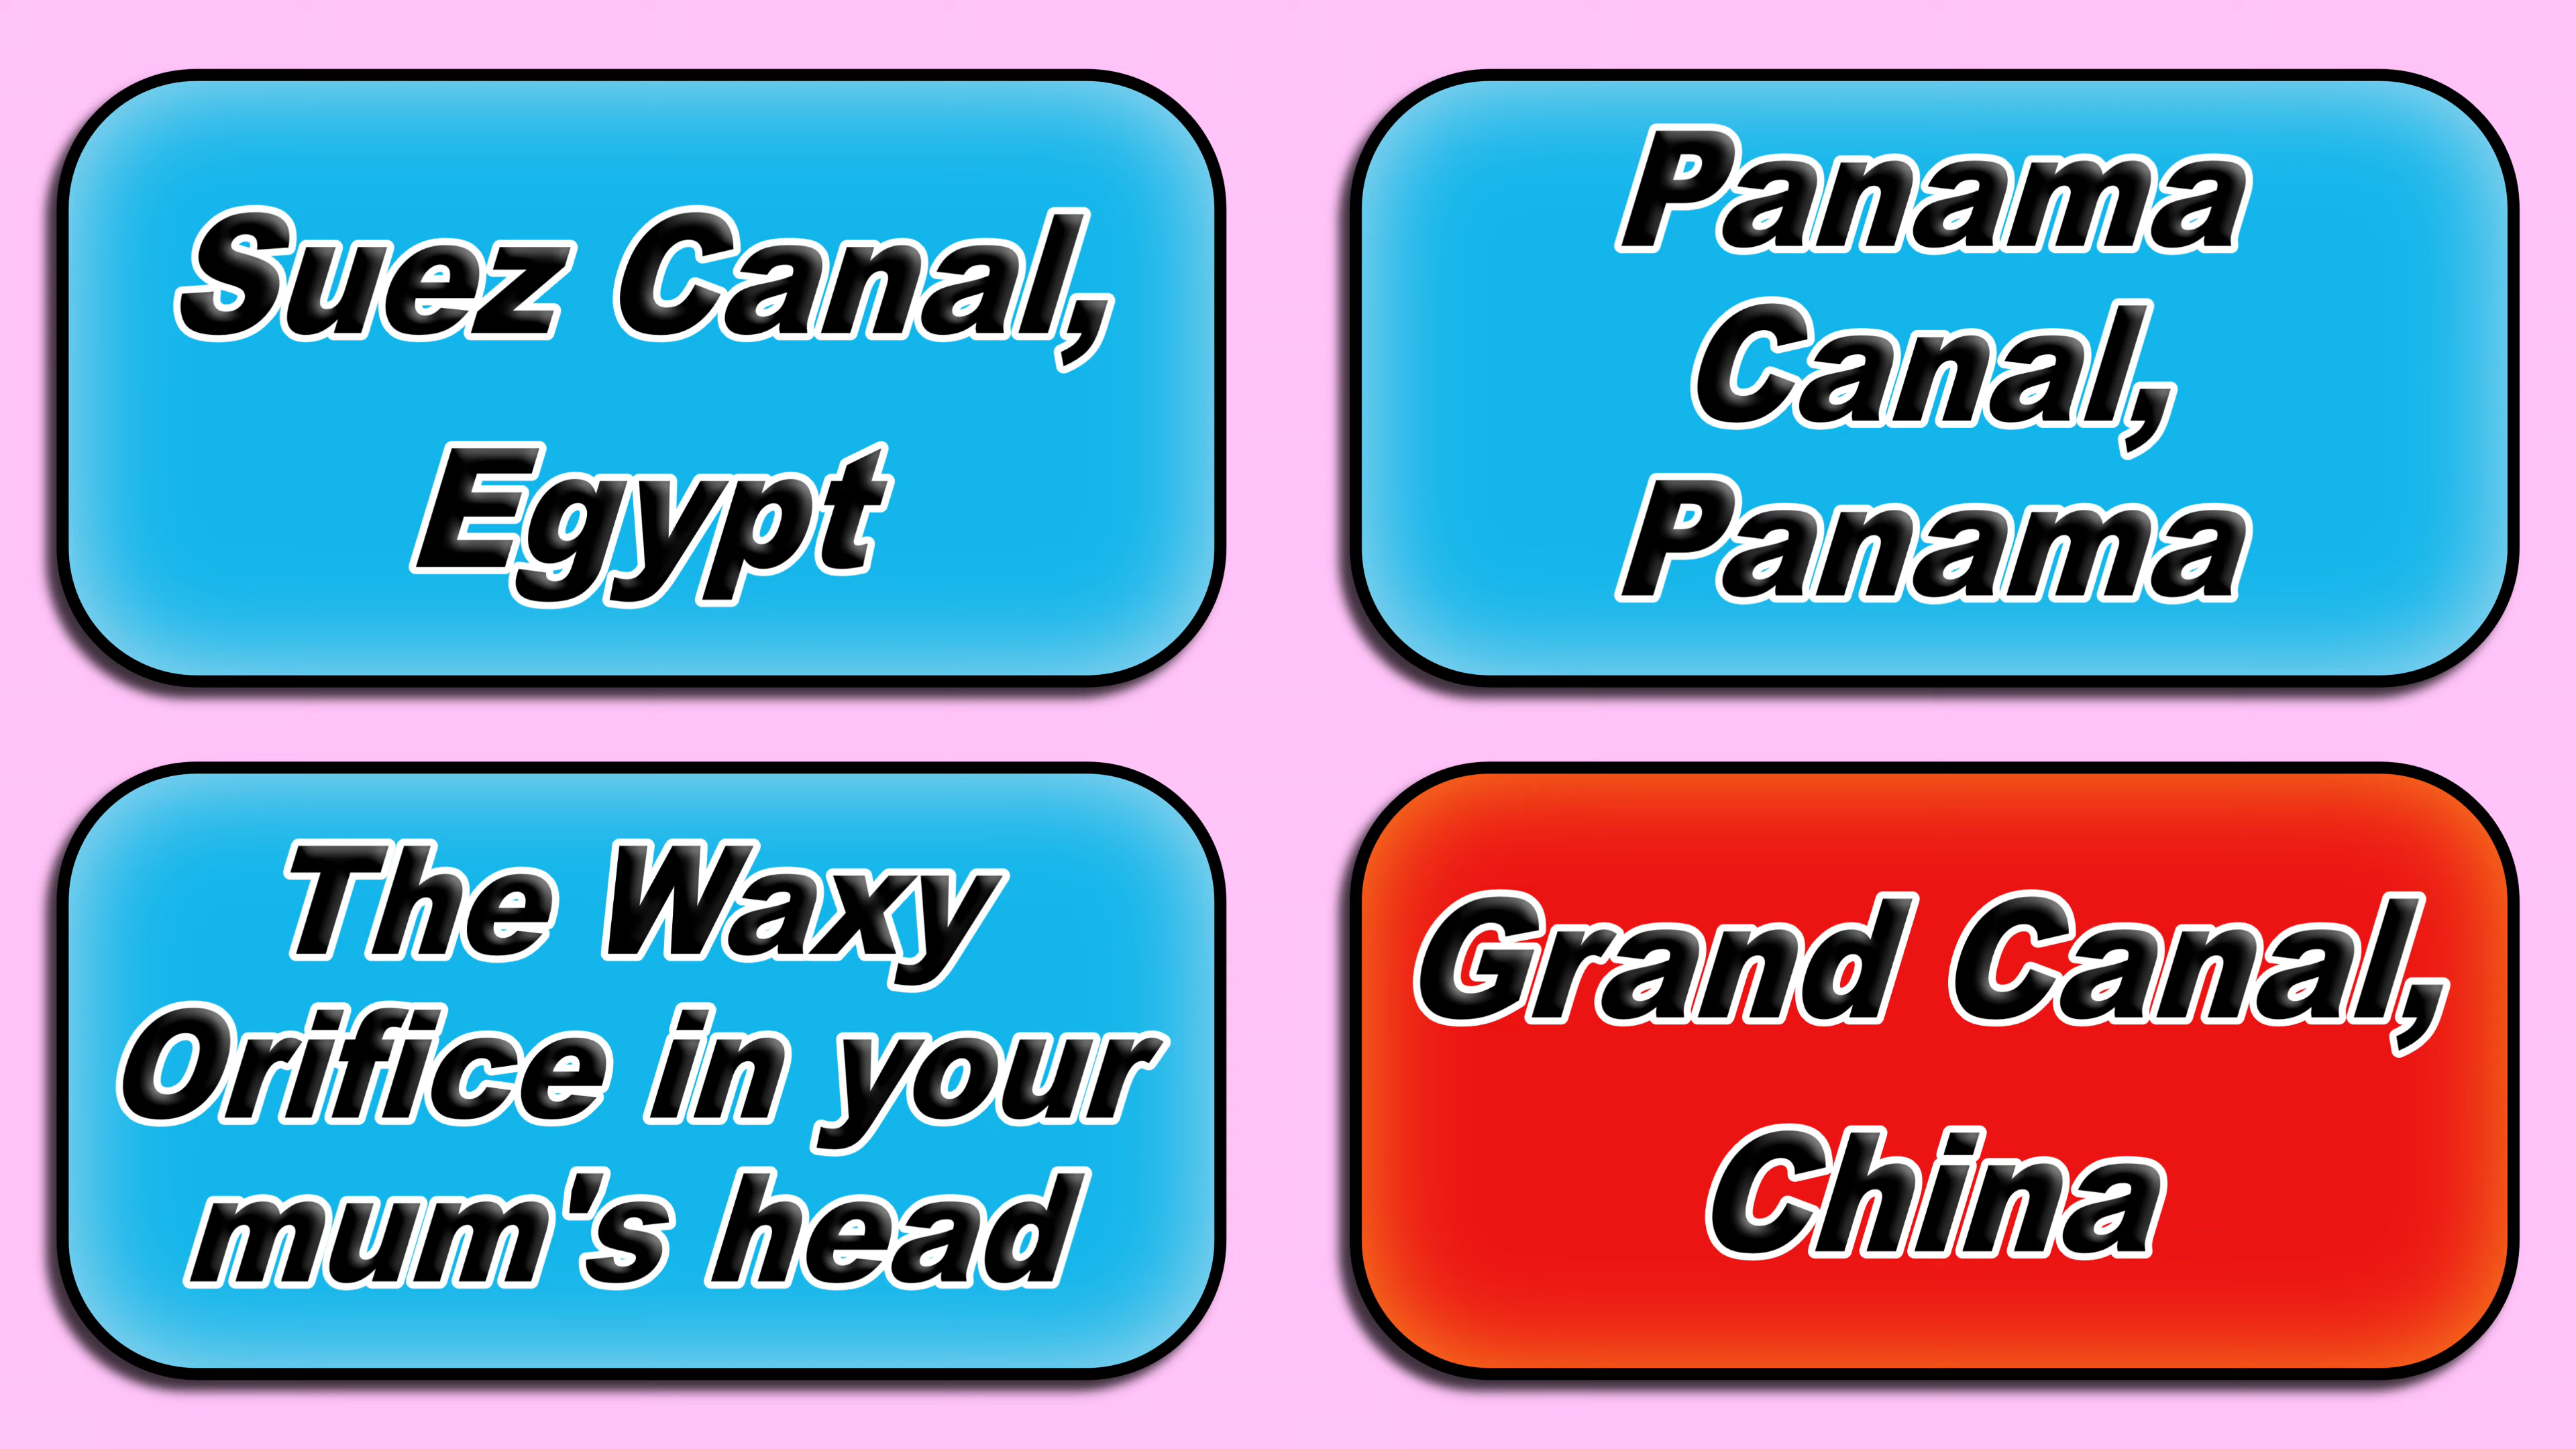 Suez Canal,
Egypt
Panama
Canal,
Panama
The Waxy
Orifice in your
mum's head
Grand Canal,
China